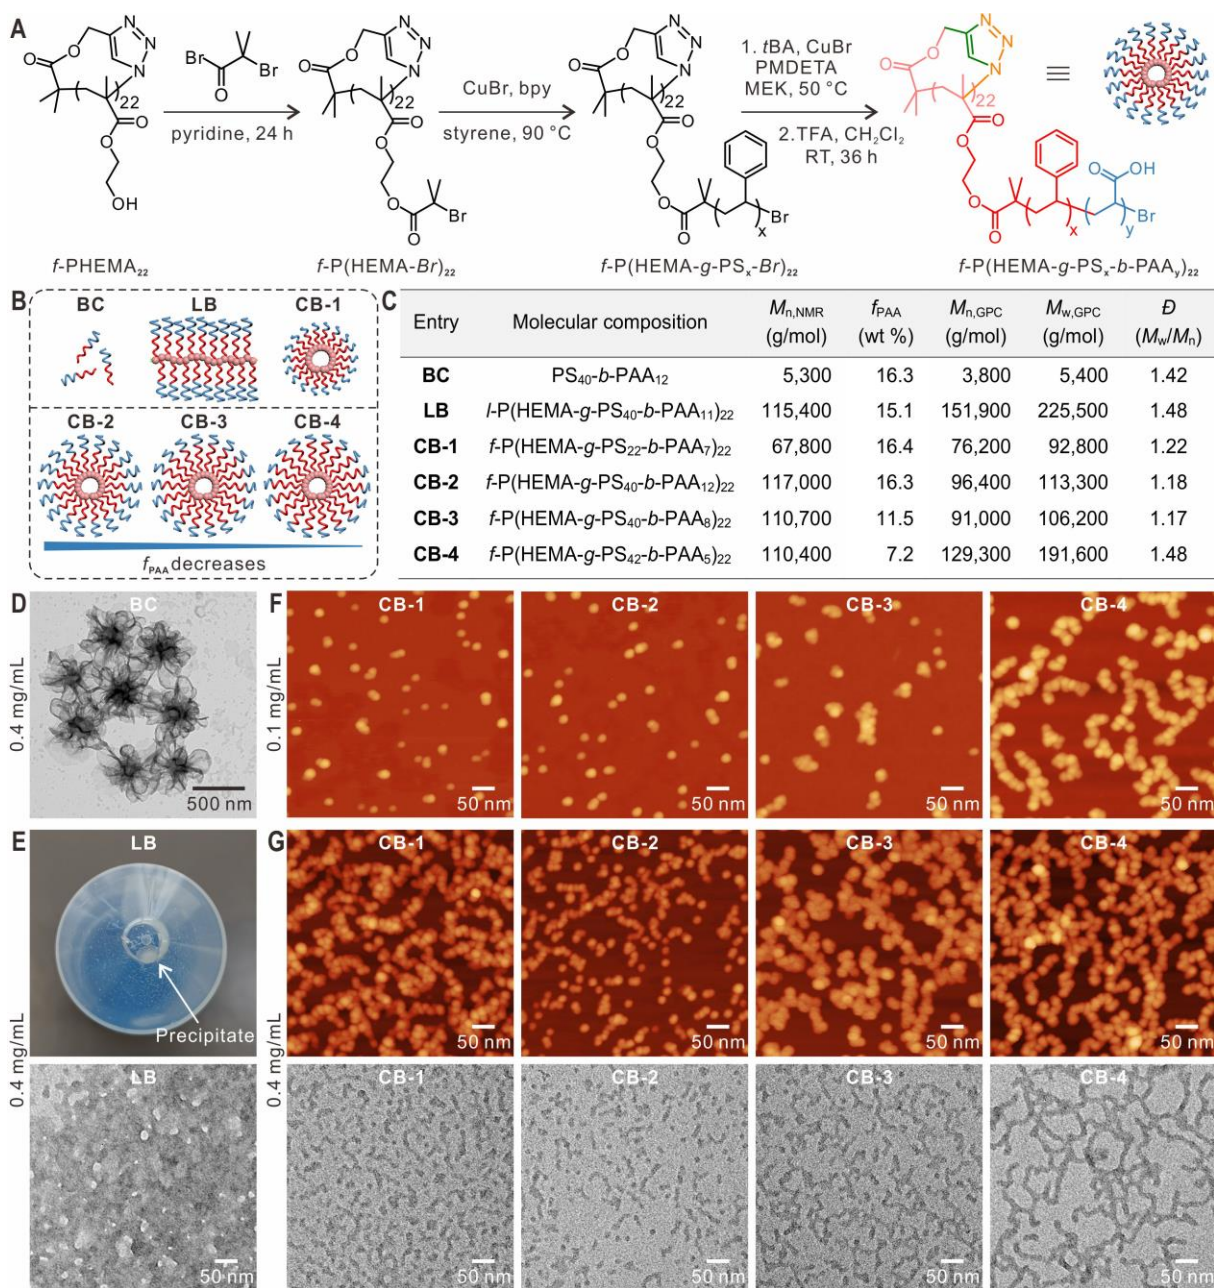 A
O
O
N
N
N
22
O
O
OH
f-PHEMA₂₂
Br
Br
O
pyridine, 24 h
O
O
N
N
N
22
O
O
O
O
Br
f-P(HEMA-Br)₂₂
CuBr, bpy
styrene, 90 °C
O
O
N
N
N
22
O
O
O
O
x
Br
f-P(HEMA-g-PSₓ-Br)₂₂
1. tBA, CuBr
PMDETA
MEK, 50 °C
2.TFA, CH₂Cl₂
RT, 36 h
O
O
N
N
N
22
O
O
O
O
x
O
OH
y
Br
≡
f-P(HEMA-g-PSₓ-b-PAAᵧ)₂₂
B
BC LB CB-1
CB-2 CB-3 CB-4
f_PAA decreases
C
Entry Molecular composition Mn,NMR (g/mol) f_PAA (wt %) Mn,GPC (g/mol) Mw,GPC (g/mol) Đ (Mw/Mn)
BC PS₄₀-b-PAA₁₂ 5,300 16.3 3,800 5,400 1.42
LB l-P(HEMA-g-PS₄₀-b-PAA₁₁)₂₂ 115,400 15.1 151,900 225,500 1.48
CB-1 f-P(HEMA-g-PS₂₂-b-PAA₇)₂₂ 67,800 16.4 76,200 92,800 1.22
CB-2 f-P(HEMA-g-PS₄₀-b-PAA₁₂)₂₂ 117,000 16.3 96,400 113,300 1.18
CB-3 f-P(HEMA-g-PS₄₀-b-PAA₈)₂₂ 110,700 11.5 91,000 106,200 1.17
CB-4 f-P(HEMA-g-PS₄₂-b-PAA₅)₂₂ 110,400 7.2 129,300 191,600 1.48
D
0.4 mg/mL
BC
500 nm
F
0.1 mg/mL
CB-1
50 nm
CB-2
50 nm
CB-3
50 nm
CB-4
50 nm
E
0.4 mg/mL
LB
Precipitate
LB
50 nm
G
0.4 mg/mL
CB-1
50 nm
CB-2
50 nm
CB-3
50 nm
CB-4
50 nm
CB-1
50 nm
CB-2
50 nm
CB-3
50 nm
CB-4
50 nm